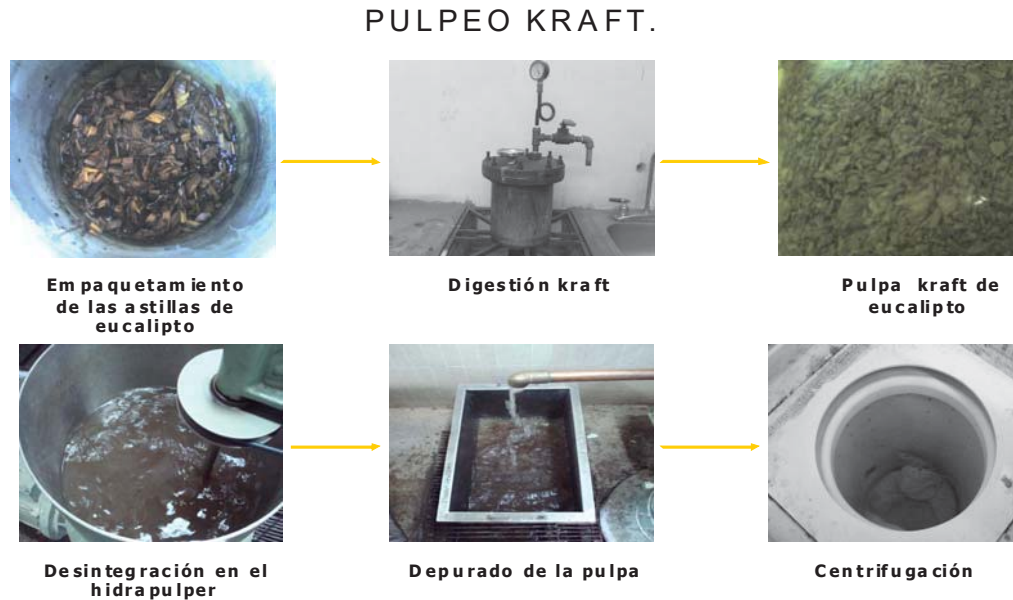 PULPEO KRAFT.
Empaquetamiento
de las astillas de
eucalipto
Digestión kraft
Pulpa kraft de
eucalipto
Desintegración en el
hidrapulper
Depurado de la pulpa
Centrifugación